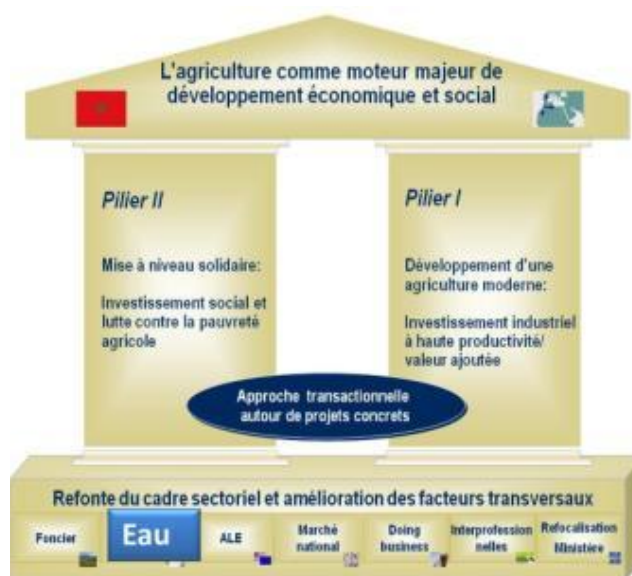 L'agriculture comme moteur majeur de
développement économique et social
Pilier II
Mise à niveau solidaire:
Investissement social et
lutte contre la pauvreté
agricole
Pilier I
Développement d'une
agriculture moderne:
Investissement industriel
à haute productivité/
valeur ajoutée
Approche transactionnelle
autour de projets concrets
Refonte du cadre sectoriel et amélioration des facteurs transversaux
Foncier
Eau
ALE
Marché
national
Doing
business
Interprofession
nelles
Refocalisation
Ministère